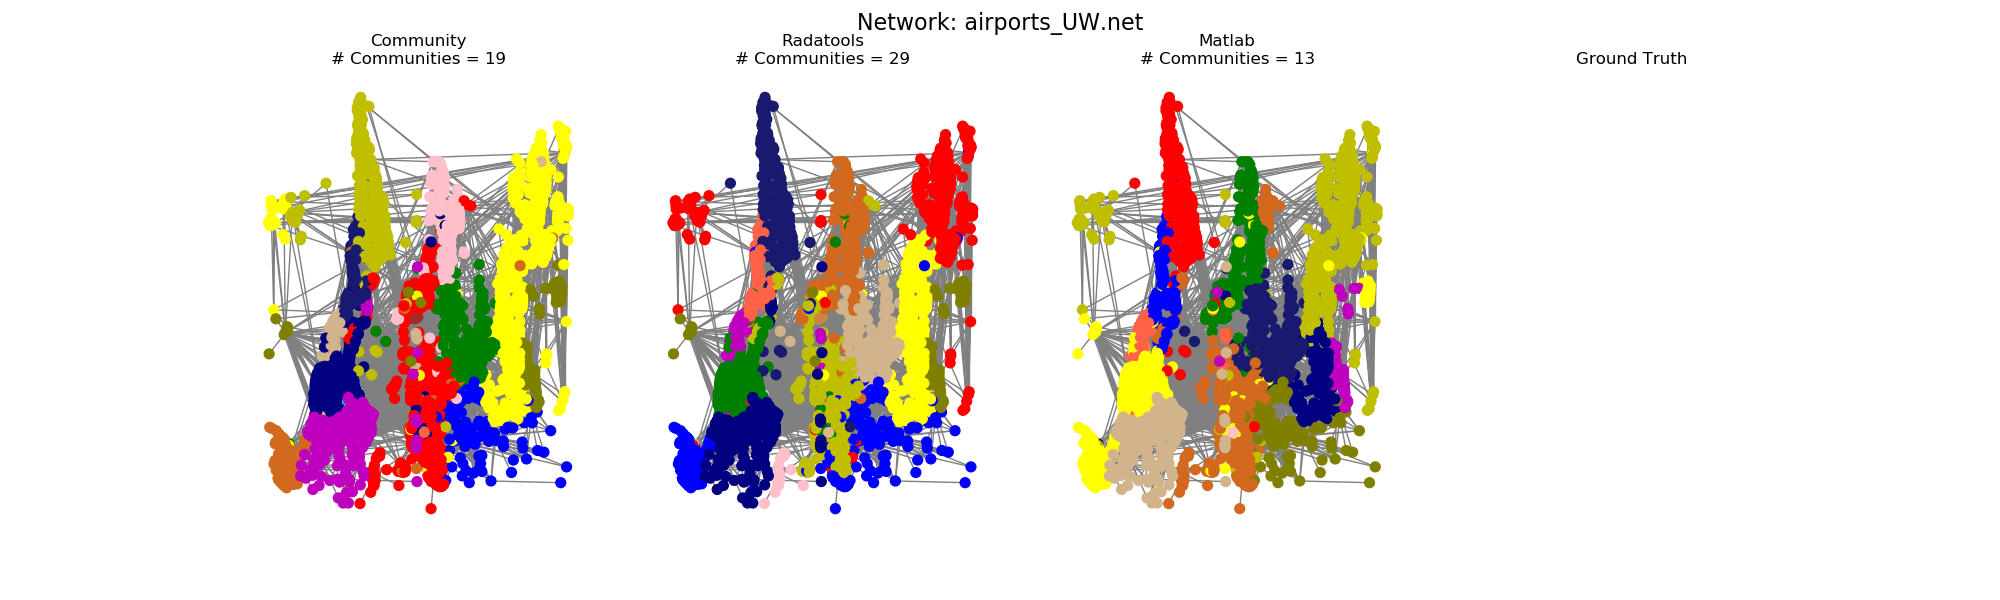 Network: airports_UW.net
Community
# Communities = 19
Radatools
# Communities = 29
Matlab
# Communities = 13
Ground Truth